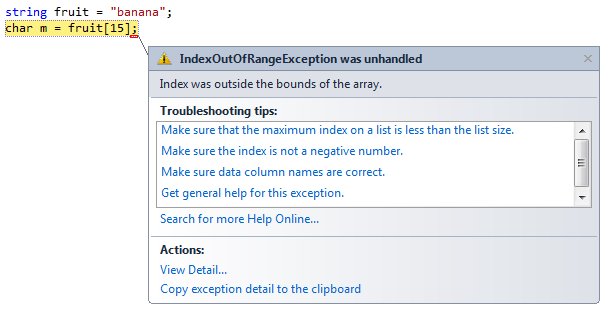 string fruit = "banana";
char m = fruit[15];
IndexOutOfRangeException was unhandled
Index was outside the bounds of the array.
Troubleshooting tips:
Make sure that the maximum index on a list is less than the list size.
Make sure the index is not a negative number.
Make sure data column names are correct.
Get general help for this exception.
Search for more Help Online...
Actions:
View Detail...
Copy exception detail to the clipboard